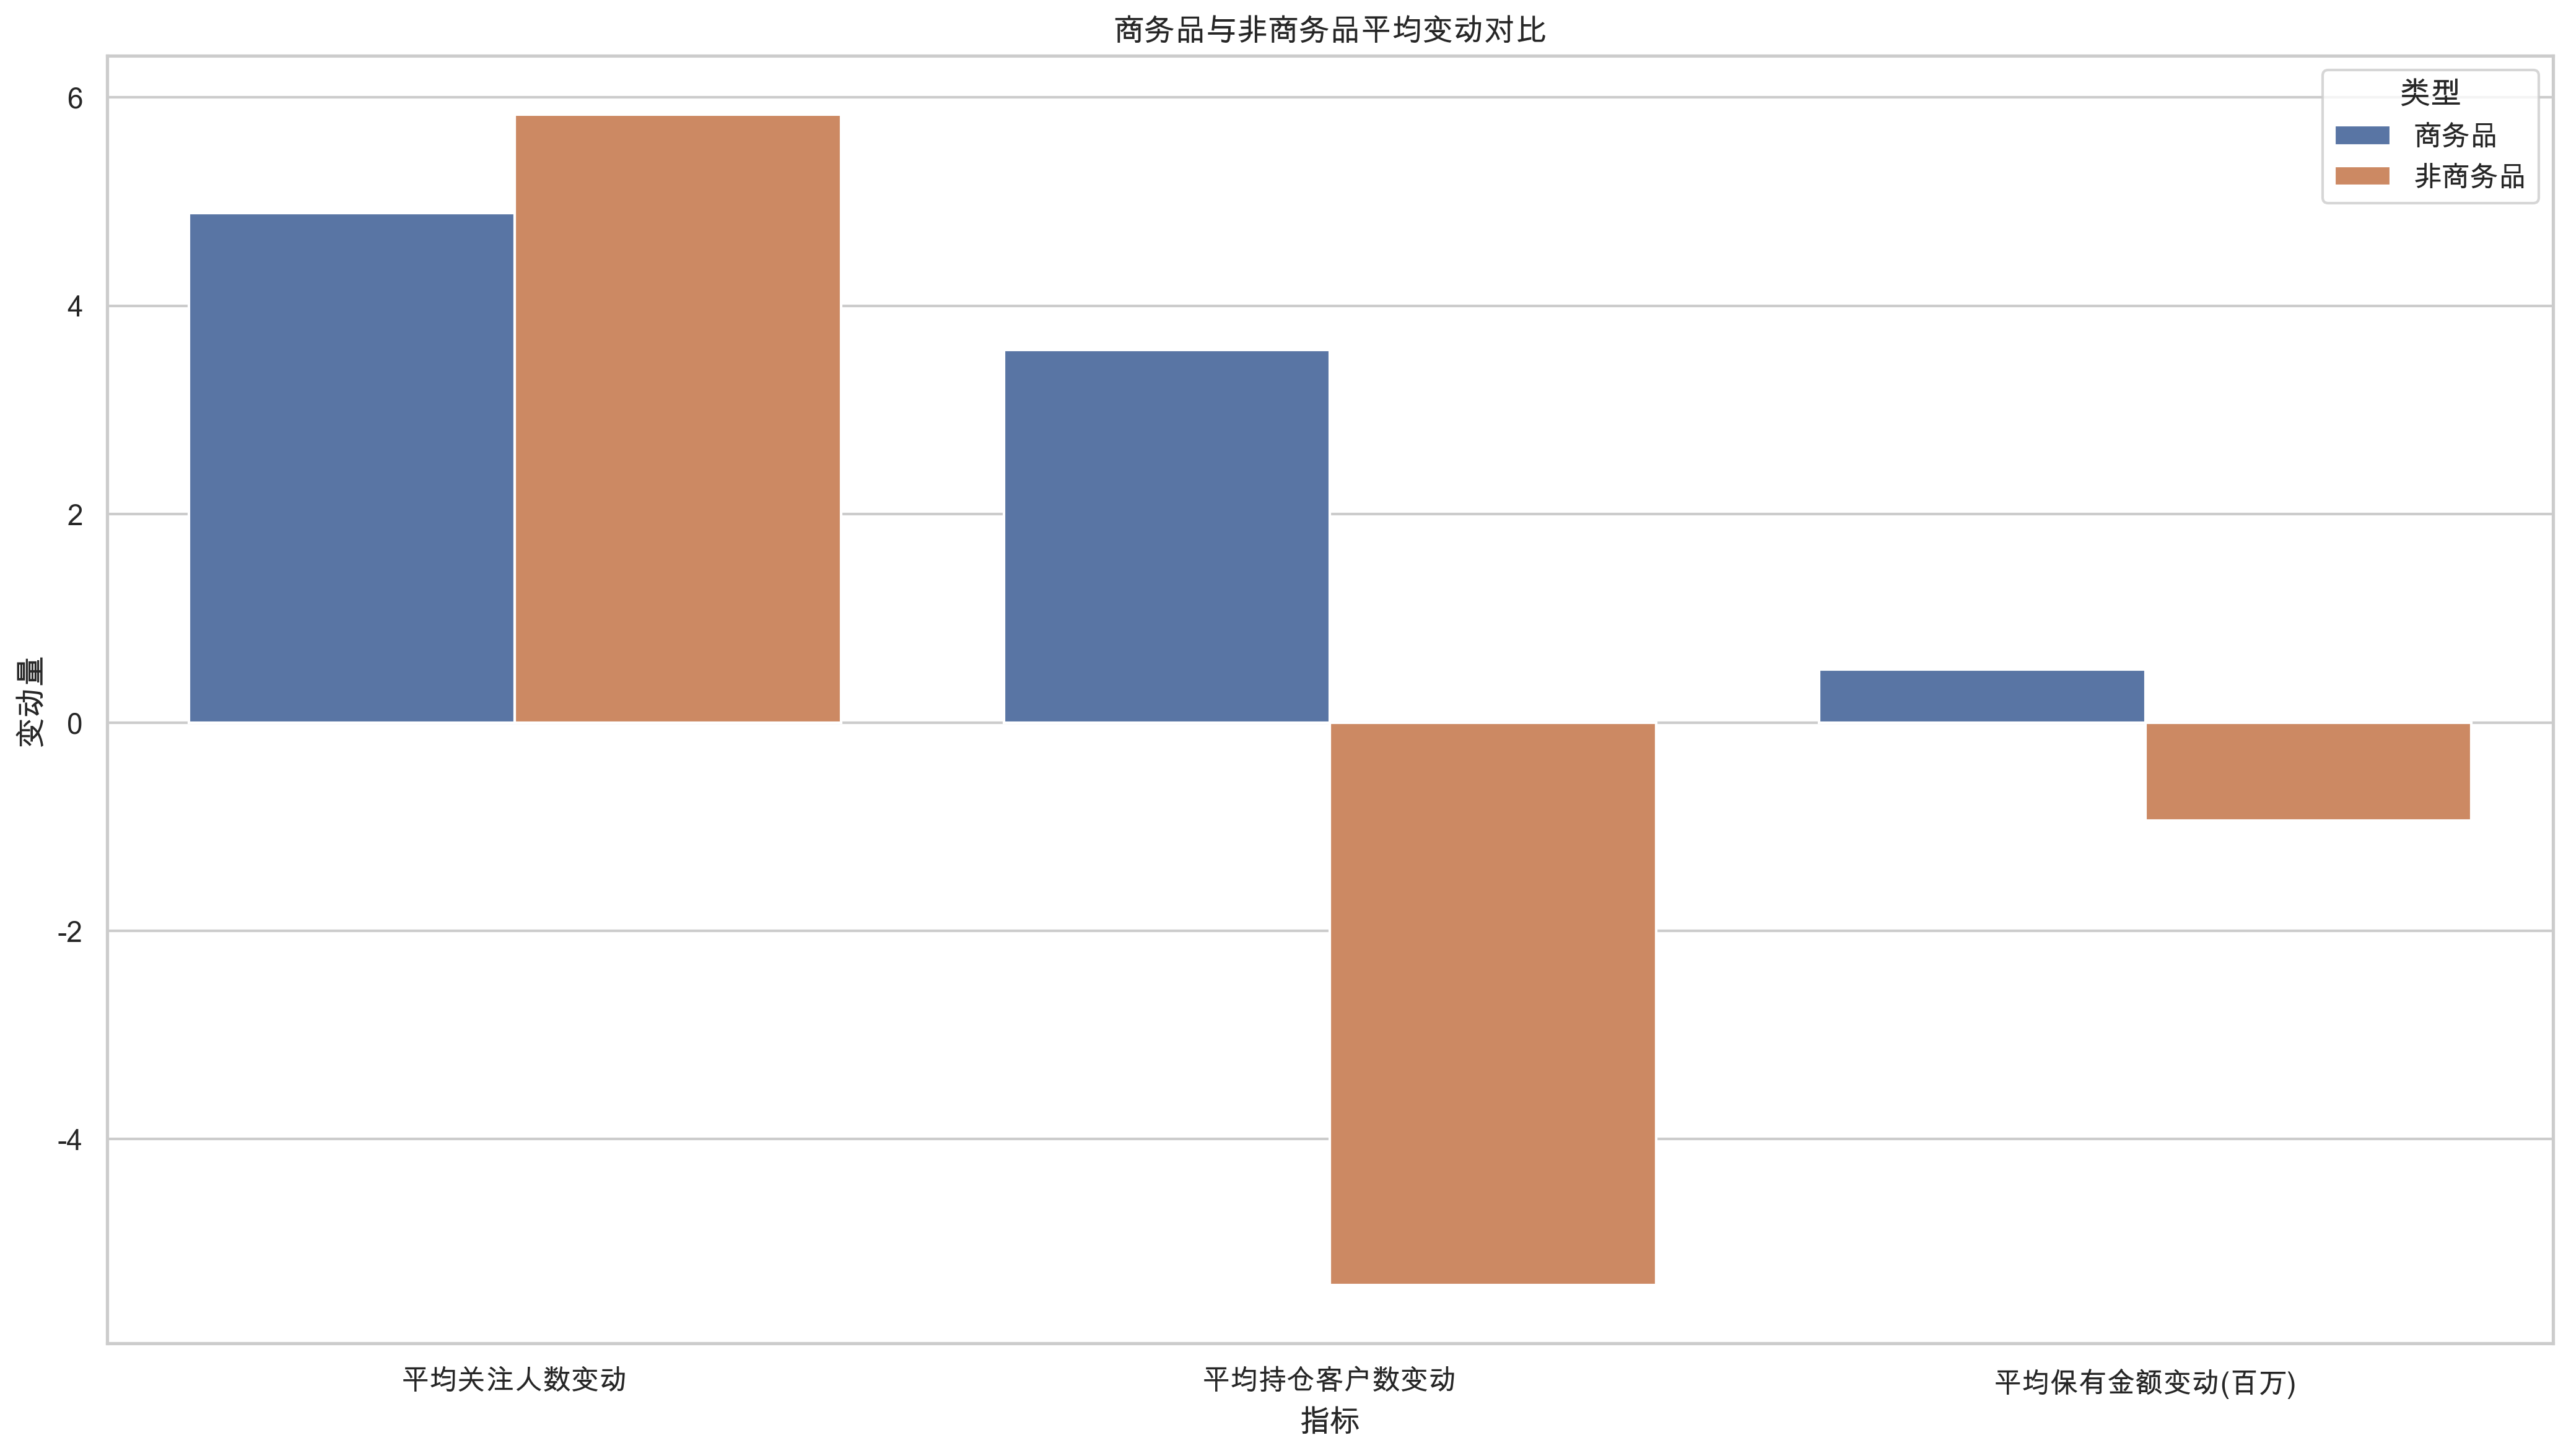 商务品与非商务品平均变动对比
类型
商务品
非商务品
6
4
2
0
-2
-4
变动量
平均关注人数变动
平均持仓客户数变动
平均保有金额变动(百万)
指标